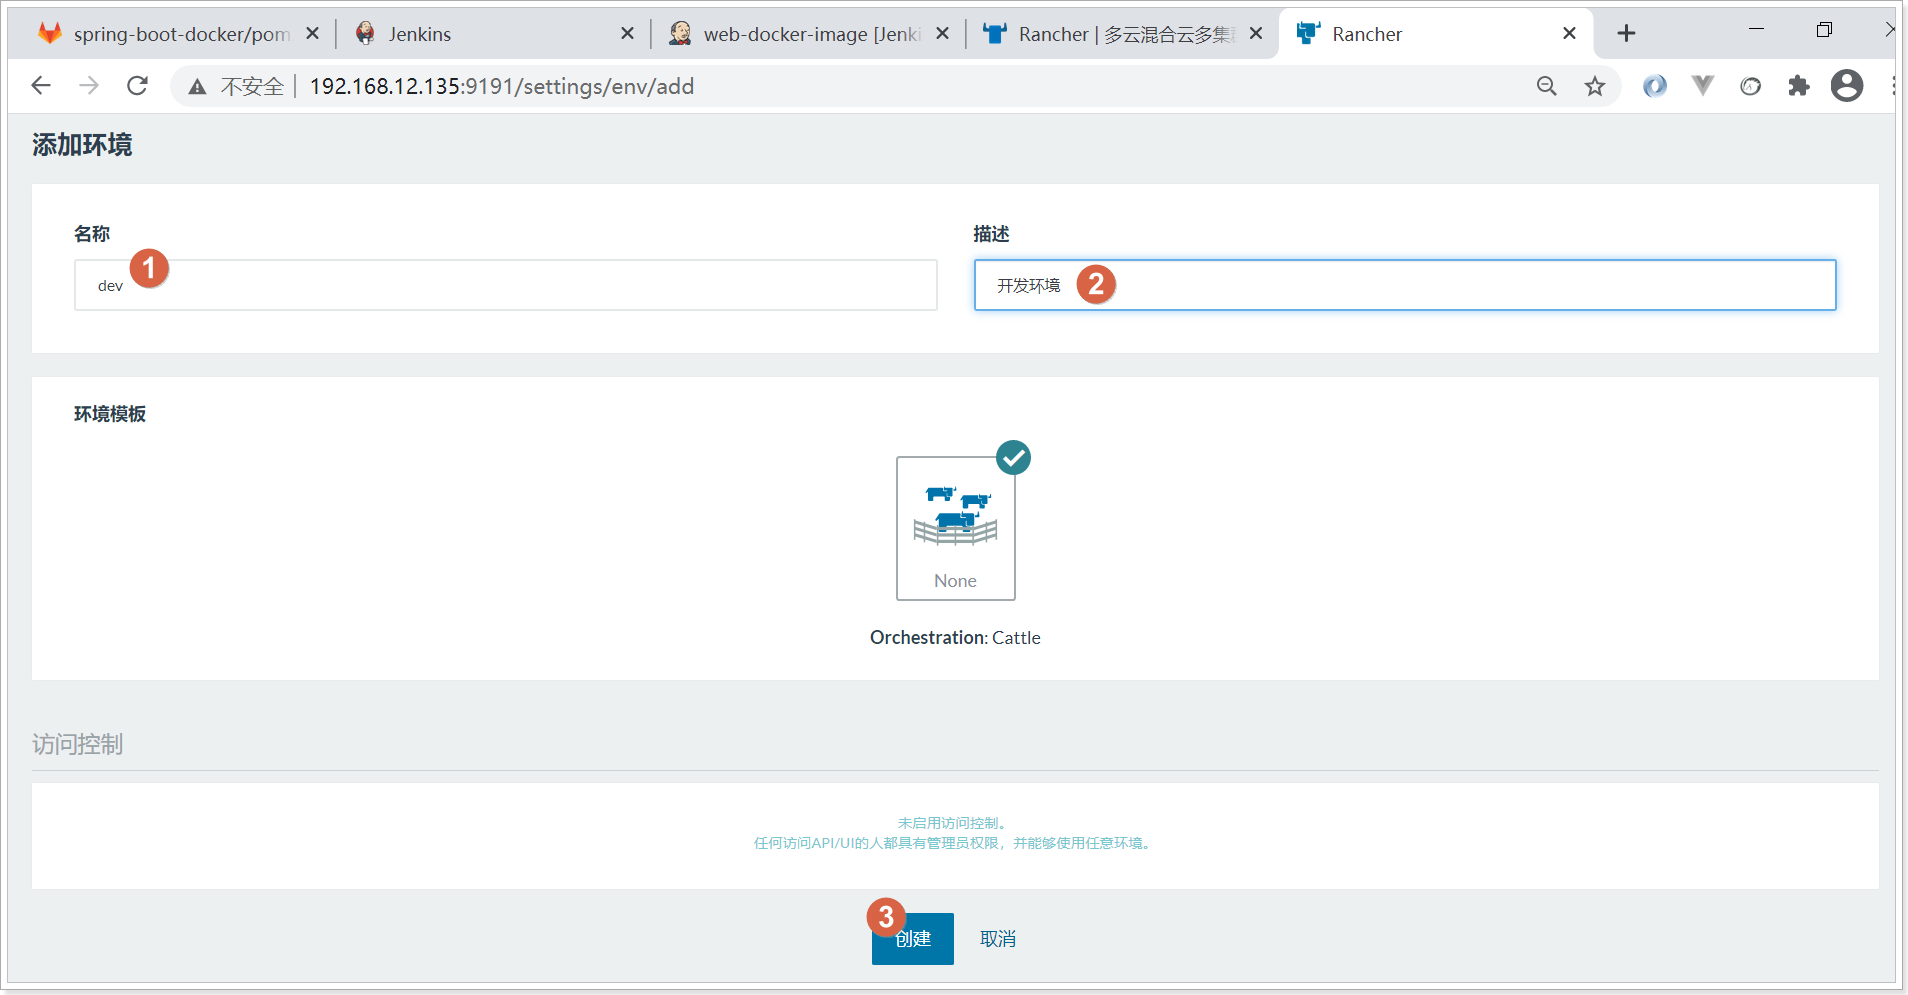 spring-boot-docker/pom
Jenkins
web-docker-image [Jenki
Rancher | 多云混合云多集
Rancher
不安全
192.168.12.135:9191/settings/env/add
添加环境
名称
描述
dev
1
开发环境
2
环境模板
None
Orchestration: Cattle
访问控制
未启用访问控制。
任何访问API/UI的人都具有管理员权限，并能够使用任意环境。
3
创建
取消